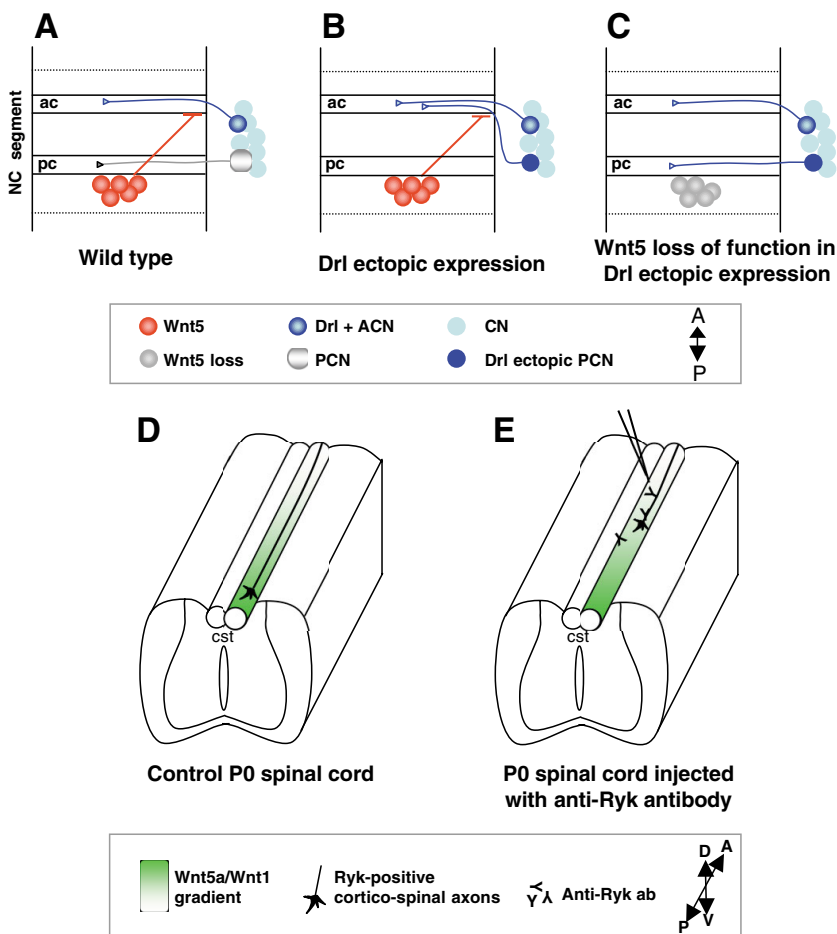 A
B
C
NC segment
ac
pc
ac
pc
ac
pc
Wild type
Drl ectopic expression
Wnt5 loss of function in
Drl ectopic expression
Wnt5
Drl + ACN
CN
Wnt5 loss
PCN
Drl ectopic PCN
A
P
D
E
cst
cst
Control P0 spinal cord
P0 spinal cord injected
with anti-Ryk antibody
Wnt5a/Wnt1
gradient
Ryk-positive
cortico-spinal axons
Anti-Ryk ab
D
A
P
V